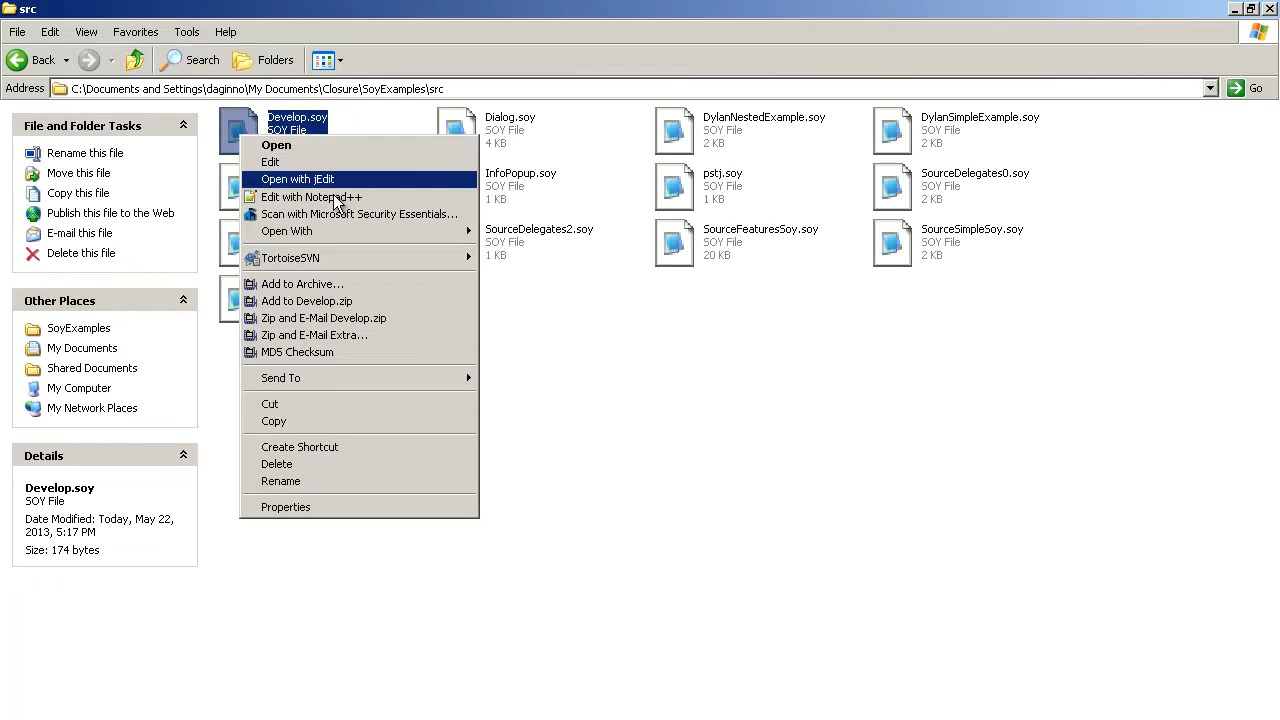 src
File Edit View Favorites Tools Help
Back Search Folders
Address C:\Documents and Settings\daginno\My Documents\Closure\SoyExamples\src Go
File and Folder Tasks
Rename this file
Move this file
Copy this file
Publish this file to the Web
E-mail this file
Delete this file
Other Places
SoyExamples
My Documents
Shared Documents
My Computer
My Network Places
Details
Develop.soy
SOY File
Date Modified: Today, May 22,
2013, 5:17 PM
Size: 174 bytes
Develop.soy
SOY File
Open
Edit
Open with jEdit
Edit with Notepad++
Scan with Microsoft Security Essentials...
Open With
TortoiseSVN
Add to Archive...
Add to Develop.zip
Zip and E-Mail Develop.zip
Zip and E-Mail Extra...
MD5 Checksum
Send To
Cut
Copy
Create Shortcut
Delete
Rename
Properties
Dialog.soy
SOY File
4 KB
DylanNestedExample.soy
SOY File
2 KB
DylanSimpleExample.soy
SOY File
2 KB
InfoPopup.soy
SOY File
1 KB
pstj.soy
SOY File
1 KB
SourceDelegates0.soy
SOY File
1 KB
SourceDelegates2.soy
SOY File
1 KB
SourceFeaturesSoy.soy
SOY File
20 KB
SourceSimpleSoy.soy
SOY File
2 KB